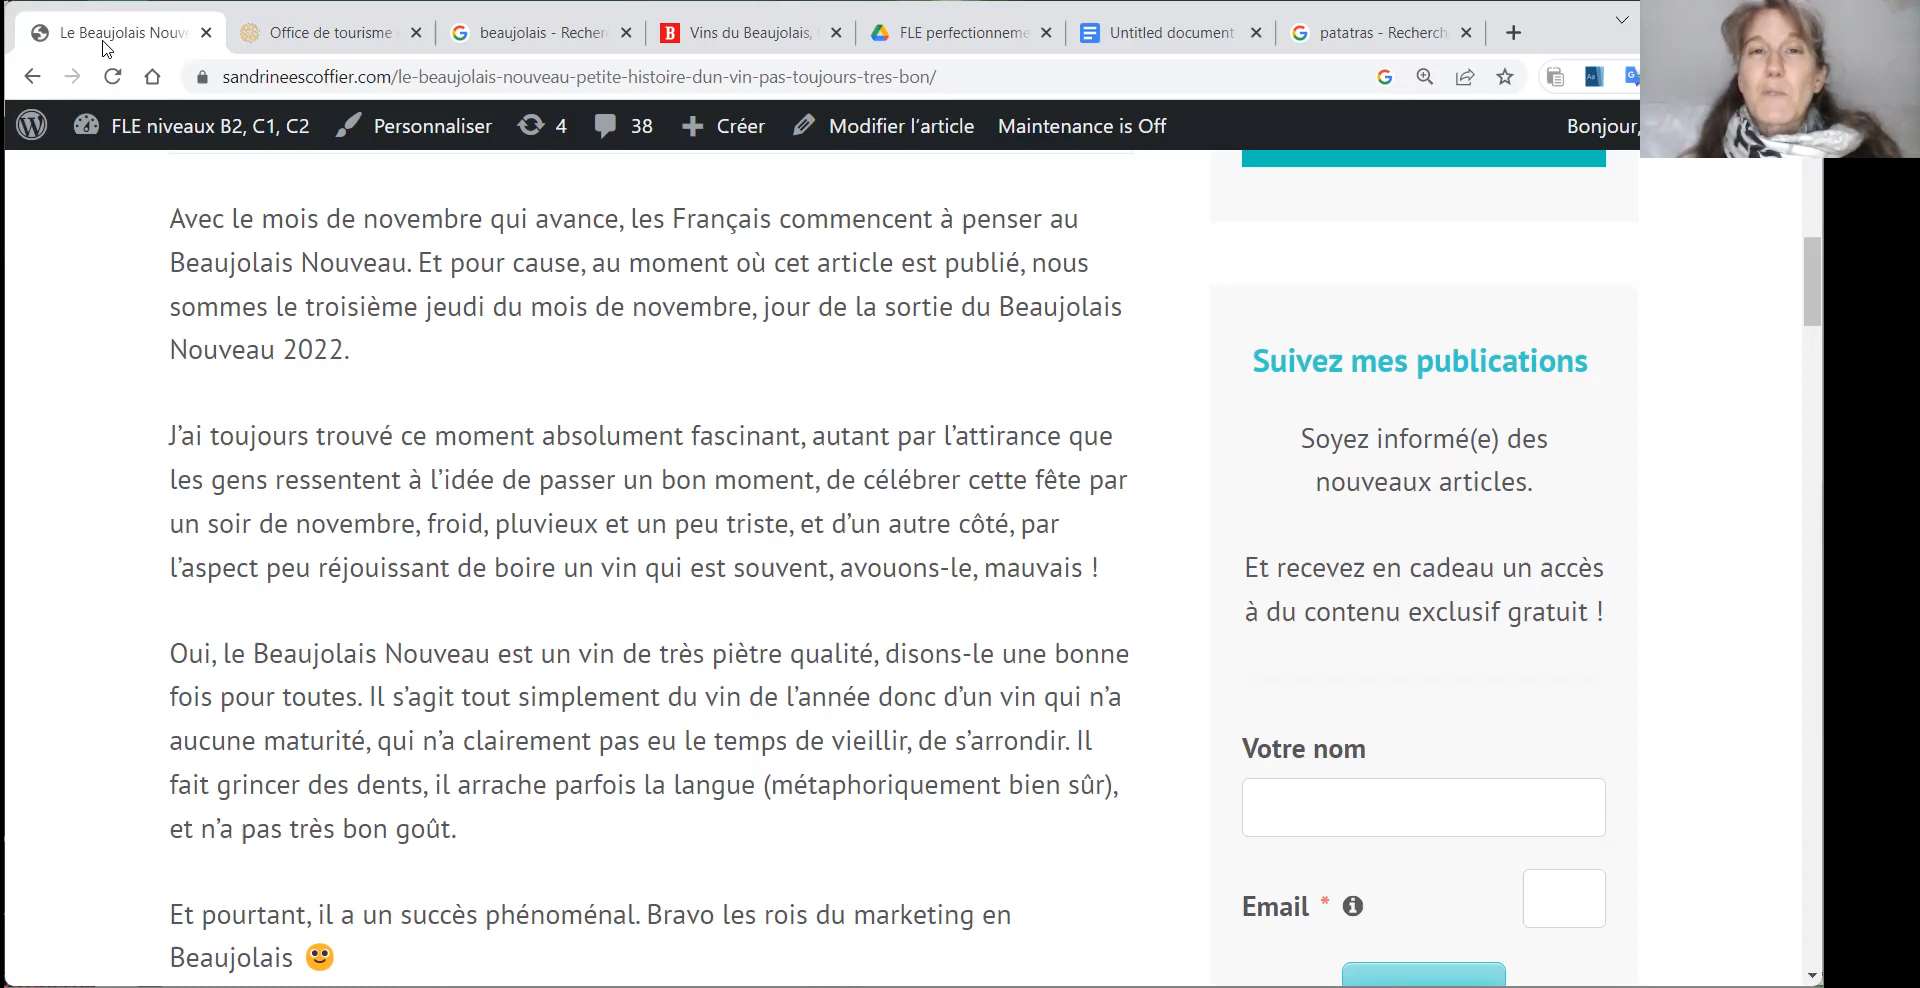 Le Beaujolais Nouv
Office de tourisme
beaujolais - Recher
Vins du Beaujolais,
FLE perfectionneme
Untitled document
patatras - Recherch
sandrineescoffier.com/le-beaujolais-nouveau-petite-histoire-dun-vin-pas-toujours-tres-bon/
FLE niveaux B2, C1, C2
Personnaliser
4
38
Créer
Modifier l’article
Maintenance is Off
Bonjour,
Avec le mois de novembre qui avance, les Français commencent à penser au
Beaujolais Nouveau. Et pour cause, au moment où cet article est publié, nous
sommes le troisième jeudi du mois de novembre, jour de la sortie du Beaujolais
Nouveau 2022.
J’ai toujours trouvé ce moment absolument fascinant, autant par l’attirance que
les gens ressentent à l’idée de passer un bon moment, de célébrer cette fête par
un soir de novembre, froid, pluvieux et un peu triste, et d’un autre côté, par
l’aspect peu réjouissant de boire un vin qui est souvent, avouons-le, mauvais !
Oui, le Beaujolais Nouveau est un vin de très piètre qualité, disons-le une bonne
fois pour toutes. Il s’agit tout simplement du vin de l’année donc d’un vin qui n’a
aucune maturité, qui n’a clairement pas eu le temps de vieillir, de s’arrondir. Il
fait grincer des dents, il arrache parfois la langue (métaphoriquement bien sûr),
et n’a pas très bon goût.
Et pourtant, il a un succès phénoménal. Bravo les rois du marketing en
Beaujolais
Suivez mes publications
Soyez informé(e) des
nouveaux articles.
Et recevez en cadeau un accès
à du contenu exclusif gratuit !
Votre nom
Email *